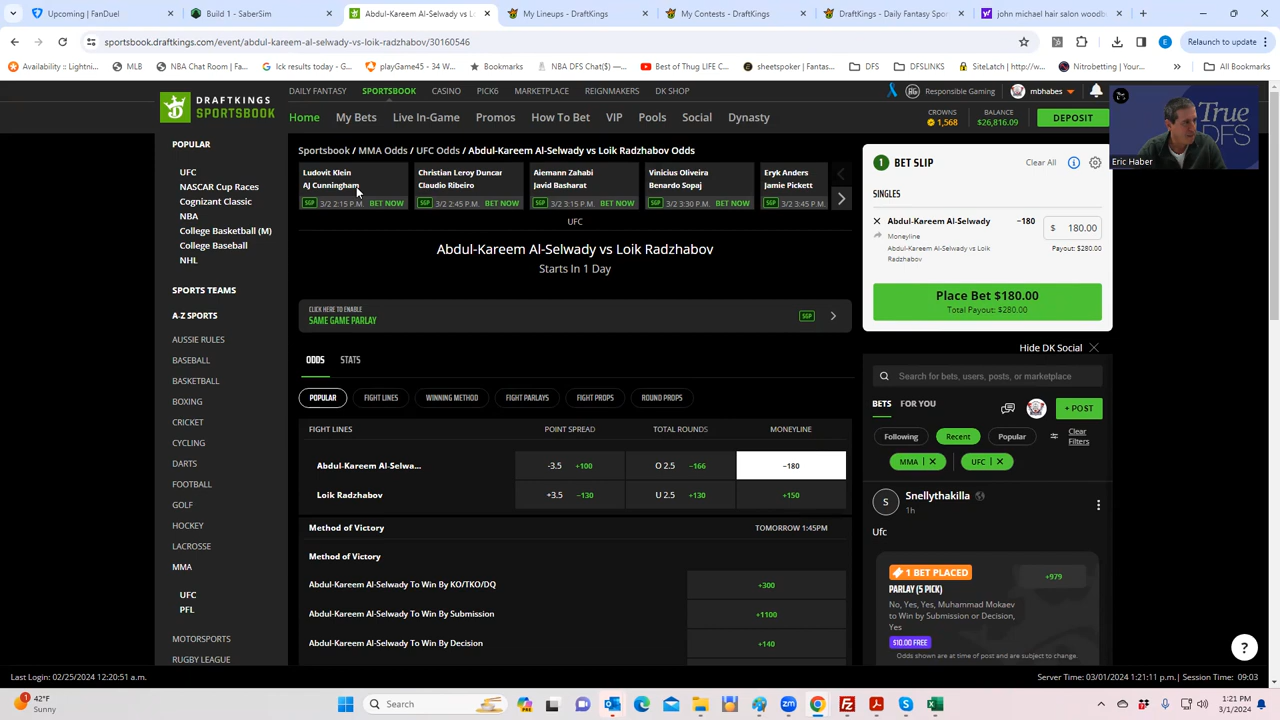 Upcoming | FanDuel
Build 1 - SaberSim
Abdul-Kareem Al-Selwady vs L
My Lineups - DraftKings
My Contests - DraftKings
DraftKings - Daily Fantasy Spo
john michael hair salon woodb
sportsbook.draftkings.com/event/abdul-kareem-al-selwady-vs-loik-radzhabov/30160546
Relaunch to update
Availability :: Lightni...
MLB
NBA Chat Room / Fa...
Ick results today - G...
playGame45 - 34 W...
Bookmarks
NBA DFS Chat($) —...
Best of Thug LIFE C...
sheetspoker | Fantas...
DFS
DFSLINKS
SiteLatch | http://w...
Nitrobetting | Your...
All Bookmarks
DRAFTKINGS
SPORTSBOOK
DAILY FANTASY
SPORTSBOOK
CASINO
PICK6
MARKETPLACE
REIGNMAKERS
DK SHOP
Responsible Gaming
mbhabes
Home
My Bets
Live In-Game
Promos
How To Bet
VIP
Pools
Social
Dynasty
CROWNS
1,568
BALANCE
$26,816.09
DEPOSIT
True
DFS
Eric Haber
POPULAR
UFC
NASCAR Cup Races
Cognizant Classic
NBA
College Basketball (M)
College Baseball
NHL
SPORTS TEAMS
A-Z SPORTS
AUSSIE RULES
BASEBALL
BASKETBALL
BOXING
CRICKET
CYCLING
DARTS
FOOTBALL
GOLF
HOCKEY
LACROSSE
MMA
UFC
PFL
MOTORSPORTS
RUGBY LEAGUE
Sportsbook / MMA Odds / UFC Odds / Abdul-Kareem Al-Selwady vs Loik Radzhabov Odds
Ludovit Klein
AJ Cunningham
SGP 3/2 2:15 P.M. BET NOW
Christian Leroy Duncan
Claudio Ribeiro
SGP 3/2 2:45 P.M. BET NOW
Aiemann Zahabi
Javid Basharat
SGP 3/2 3:15 P.M. BET NOW
Vinicius Oliveira
Benardo Sopaj
SGP 3/2 3:30 P.M. BET NOW
Eryk Anders
Jamie Pickett
SGP 3/2 3:45 P.M.
UFC
Abdul-Kareem Al-Selwady vs Loik Radzhabov
Starts In 1 Day
CLICK HERE TO ENABLE
SAME GAME PARLAY
SGP
ODDS
STATS
POPULAR
FIGHT LINES
WINNING METHOD
FIGHT PARLAYS
FIGHT PROPS
ROUND PROPS
FIGHT LINES POINT SPREAD TOTAL ROUNDS MONEYLINE
Abdul-Kareem Al-Selwa... -3.5 +100 O 2.5 −166 −180
Loik Radzhabov +3.5 −130 U 2.5 +130 +150
Method of Victory TOMORROW 1:45PM
Method of Victory
Abdul-Kareem Al-Selwady To Win By KO/TKO/DQ +300
Abdul-Kareem Al-Selwady To Win By Submission +1100
Abdul-Kareem Al-Selwady To Win By Decision +140
1 BET SLIP
Clear All
SINGLES
Abdul-Kareem Al-Selwady −180
$ 180.00
Moneyline
Payout: $280.00
Abdul-Kareem Al-Selwady vs Loik
Radzhabov
Place Bet $180.00
Total Payout: $280.00
Hide DK Social
Search for bets, users, posts, or marketplace
BETS
FOR YOU
+ POST
Following
Recent
Popular
Clear
Filters
MMA
UFC
S
Snellythakilla
1h
Ufc
1 BET PLACED
+979
PARLAY (5 PICK)
No, Yes, Yes, Muhammad Mokaev
to Win by Submission or Decision,
Yes
$10.00 FREE
Odds shown are at time of post and are subject to change.
?
Last Login: 02/25/2024 12:20:51 a.m.
Server Time: 03/01/2024 1:21:11 p.m.| Session Time: 09:03
42°F
Sunny
Search
1:21 PM
3/1/2024